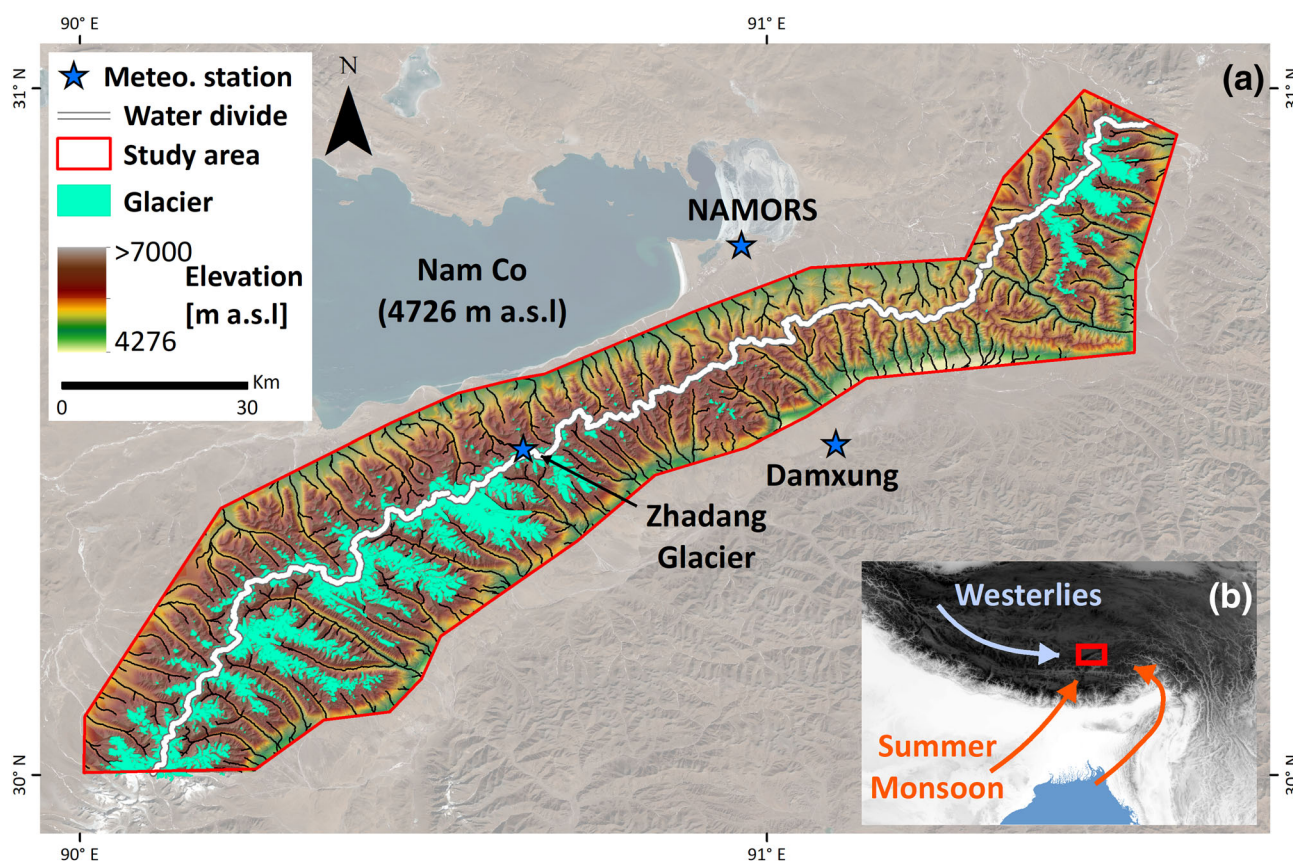 90° E
91° E
31° N
31° N
(a)
Meteo. station
Water divide
Study area
Glacier
>7000
4276
Elevation
[m a.s.l]
Km
0
30
N
NAMORS
Nam Co
(4726 m a.s.l)
Damxung
Zhadang
Glacier
Westerlies
(b)
Summer
Monsoon
30° N
30° N
90° E
91° E